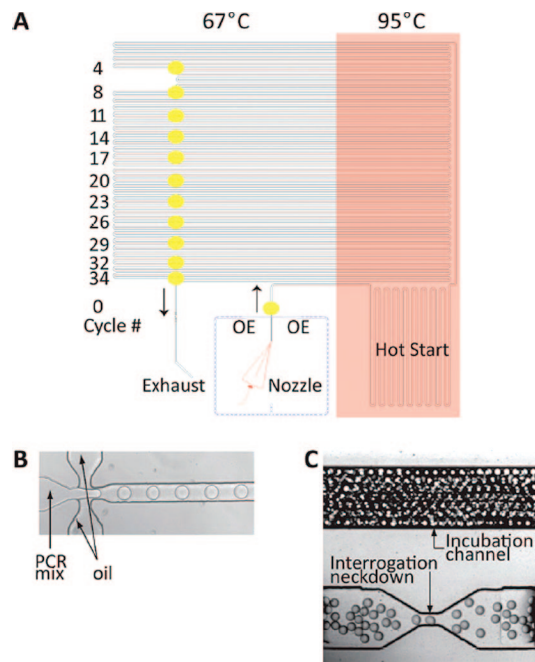 A
67°C
95°C
4
8
11
14
17
20
23
26
29
32
34
0
Cycle #
OE
OE
Hot Start
Exhaust
Nozzle
B
PCR
mix
oil
C
Incubation
channel
Interrogation
neckdown